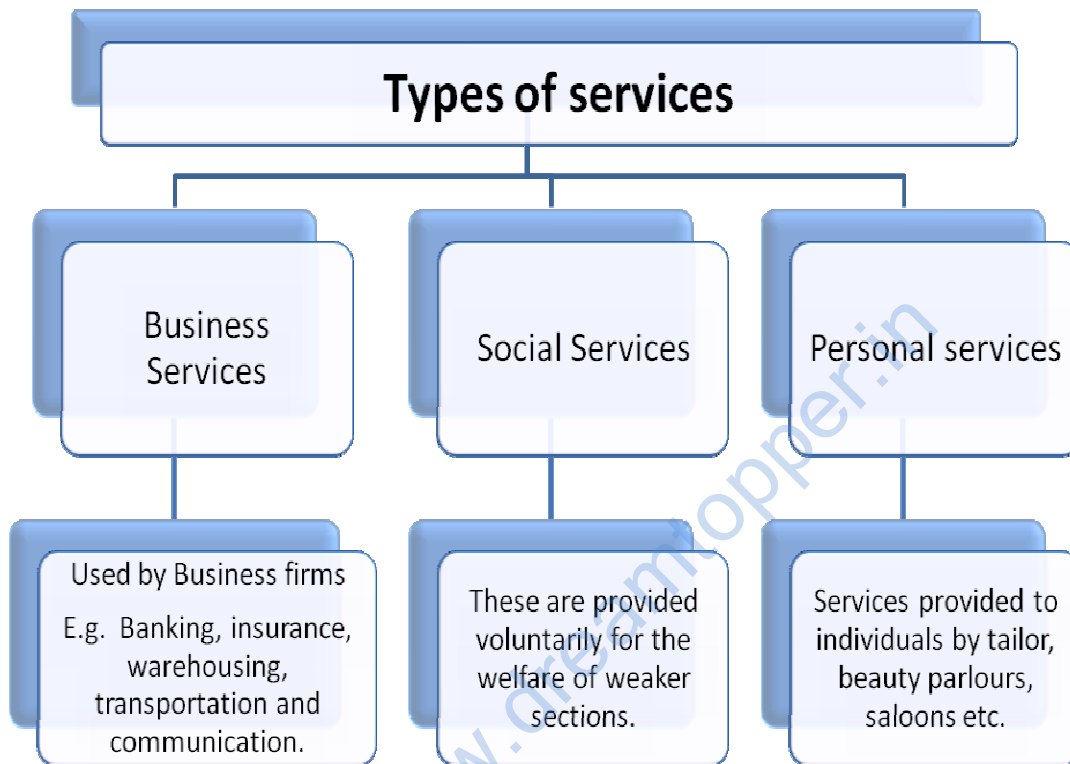 Types of services
Business
Services
Social Services
Personal services
Used by Business firms
E.g. Banking, insurance,
warehousing,
transportation and
communication.
These are provided
voluntarily for the
welfare of weaker
sections.
Services provided to
individuals by tailor,
beauty parlours,
saloons etc.
w.dreamtopper.in